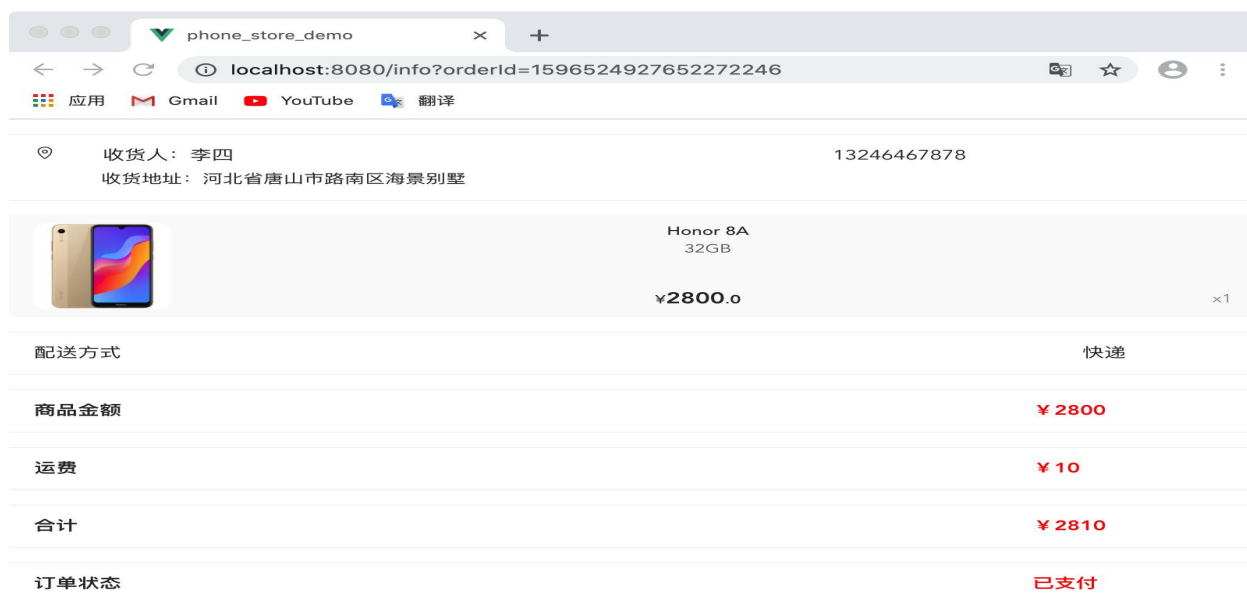 phone_store_demo
localhost:8080/info?orderId=1596524927652272246
应用 Gmail YouTube 翻译
收货人：李四 13246467878
收货地址：河北省唐山市路南区海景别墅
Honor 8A
32GB
¥2800.0 ×1
配送方式 快递
商品金额 ¥ 2800
运费 ¥ 10
合计 ¥ 2810
订单状态 已支付